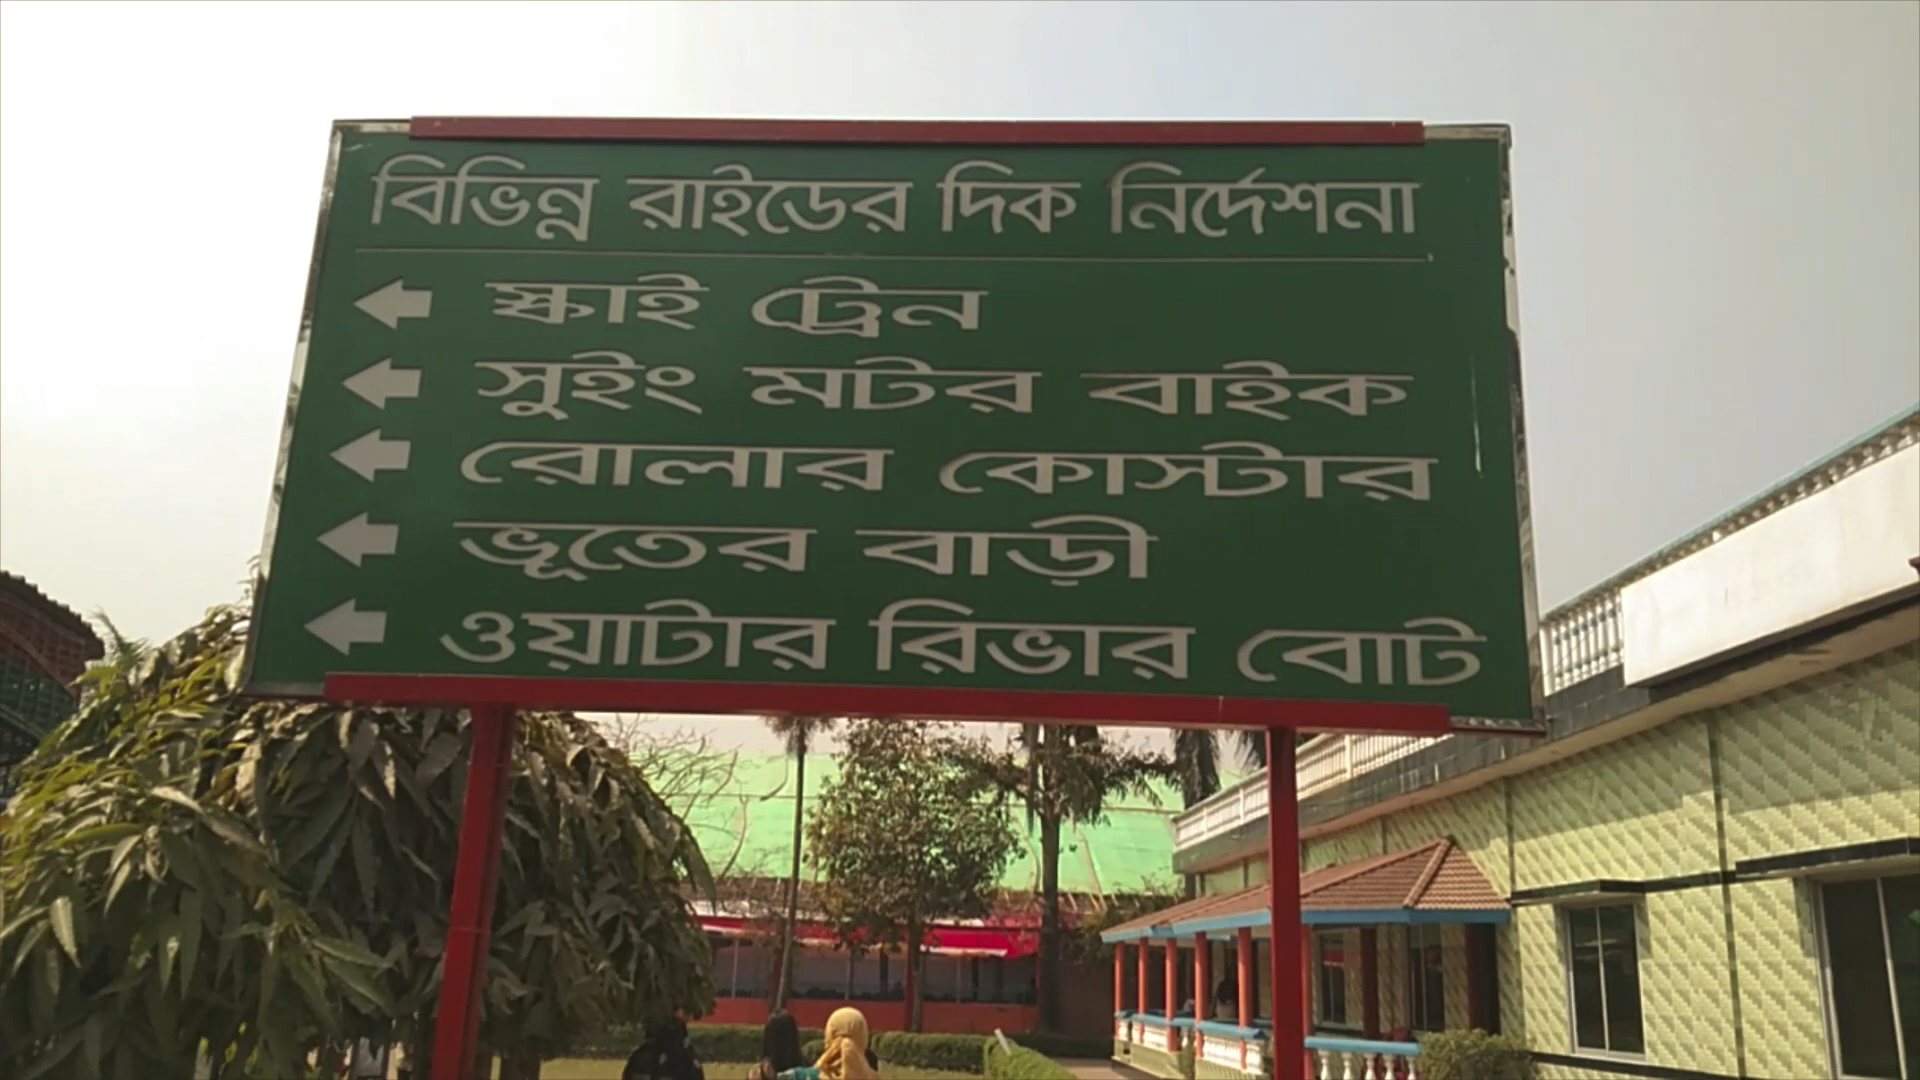 বিভিন্ন রাইডের দিক নির্দেশনা
স্কাই ট্রেন
সুইং মটর বাইক
রোলার কোস্টার
ভূতের বাড়ী
ওয়াটার রিভার বোট